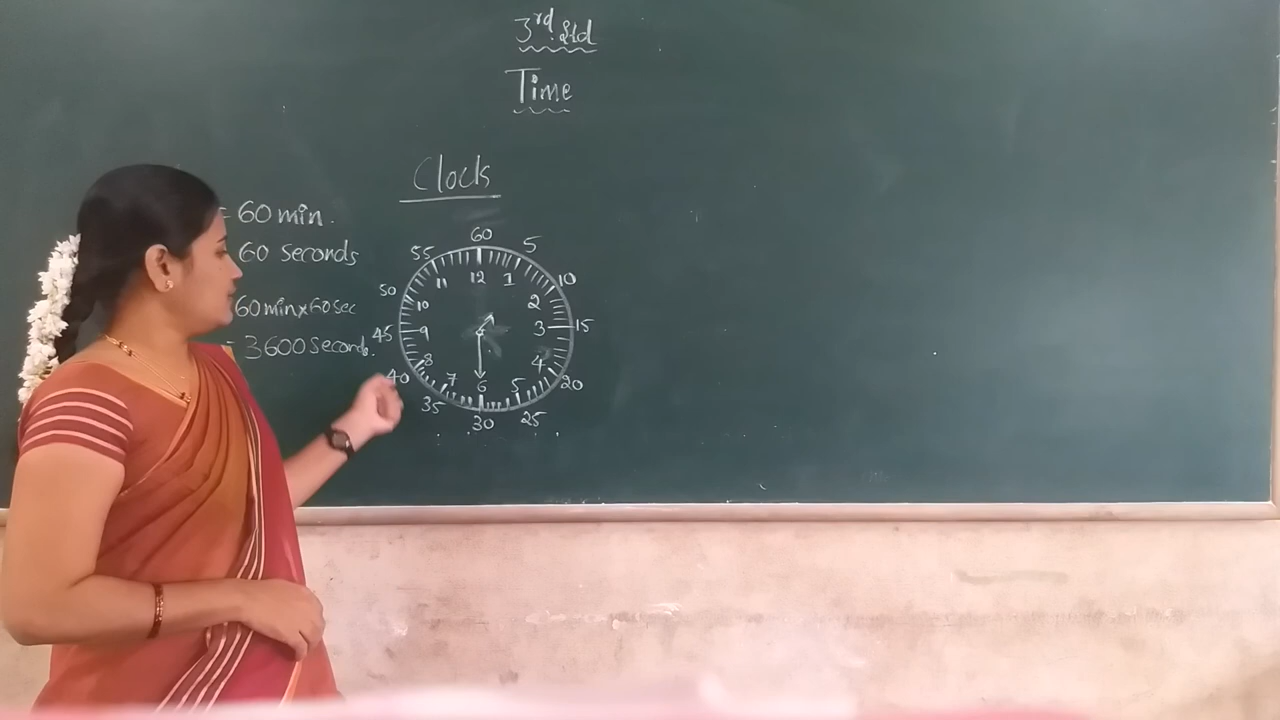 3rd Std
Time
Clock
= 60 min.
60 seconds
60 min x 60 sec
= 3600 seconds.
60
55 5
50 10
45 15
40 20
35 25
30
12
11 1
10 2
9 3
8 4
7 5
6